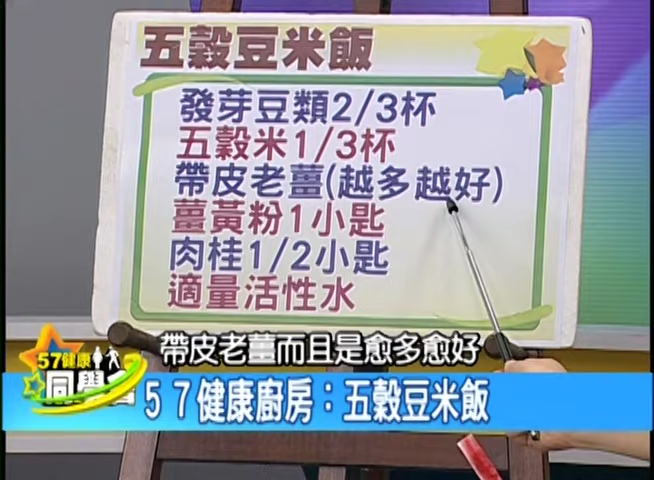 五穀豆米飯
發芽豆類2/3杯
五穀米1/3杯
帶皮老薑(越多越好)
薑黃粉1小匙
肉桂1/2小匙
適量活性水
帶皮老薑而且是愈多愈好
57健康
同學會
57健康廚房：五穀豆米飯